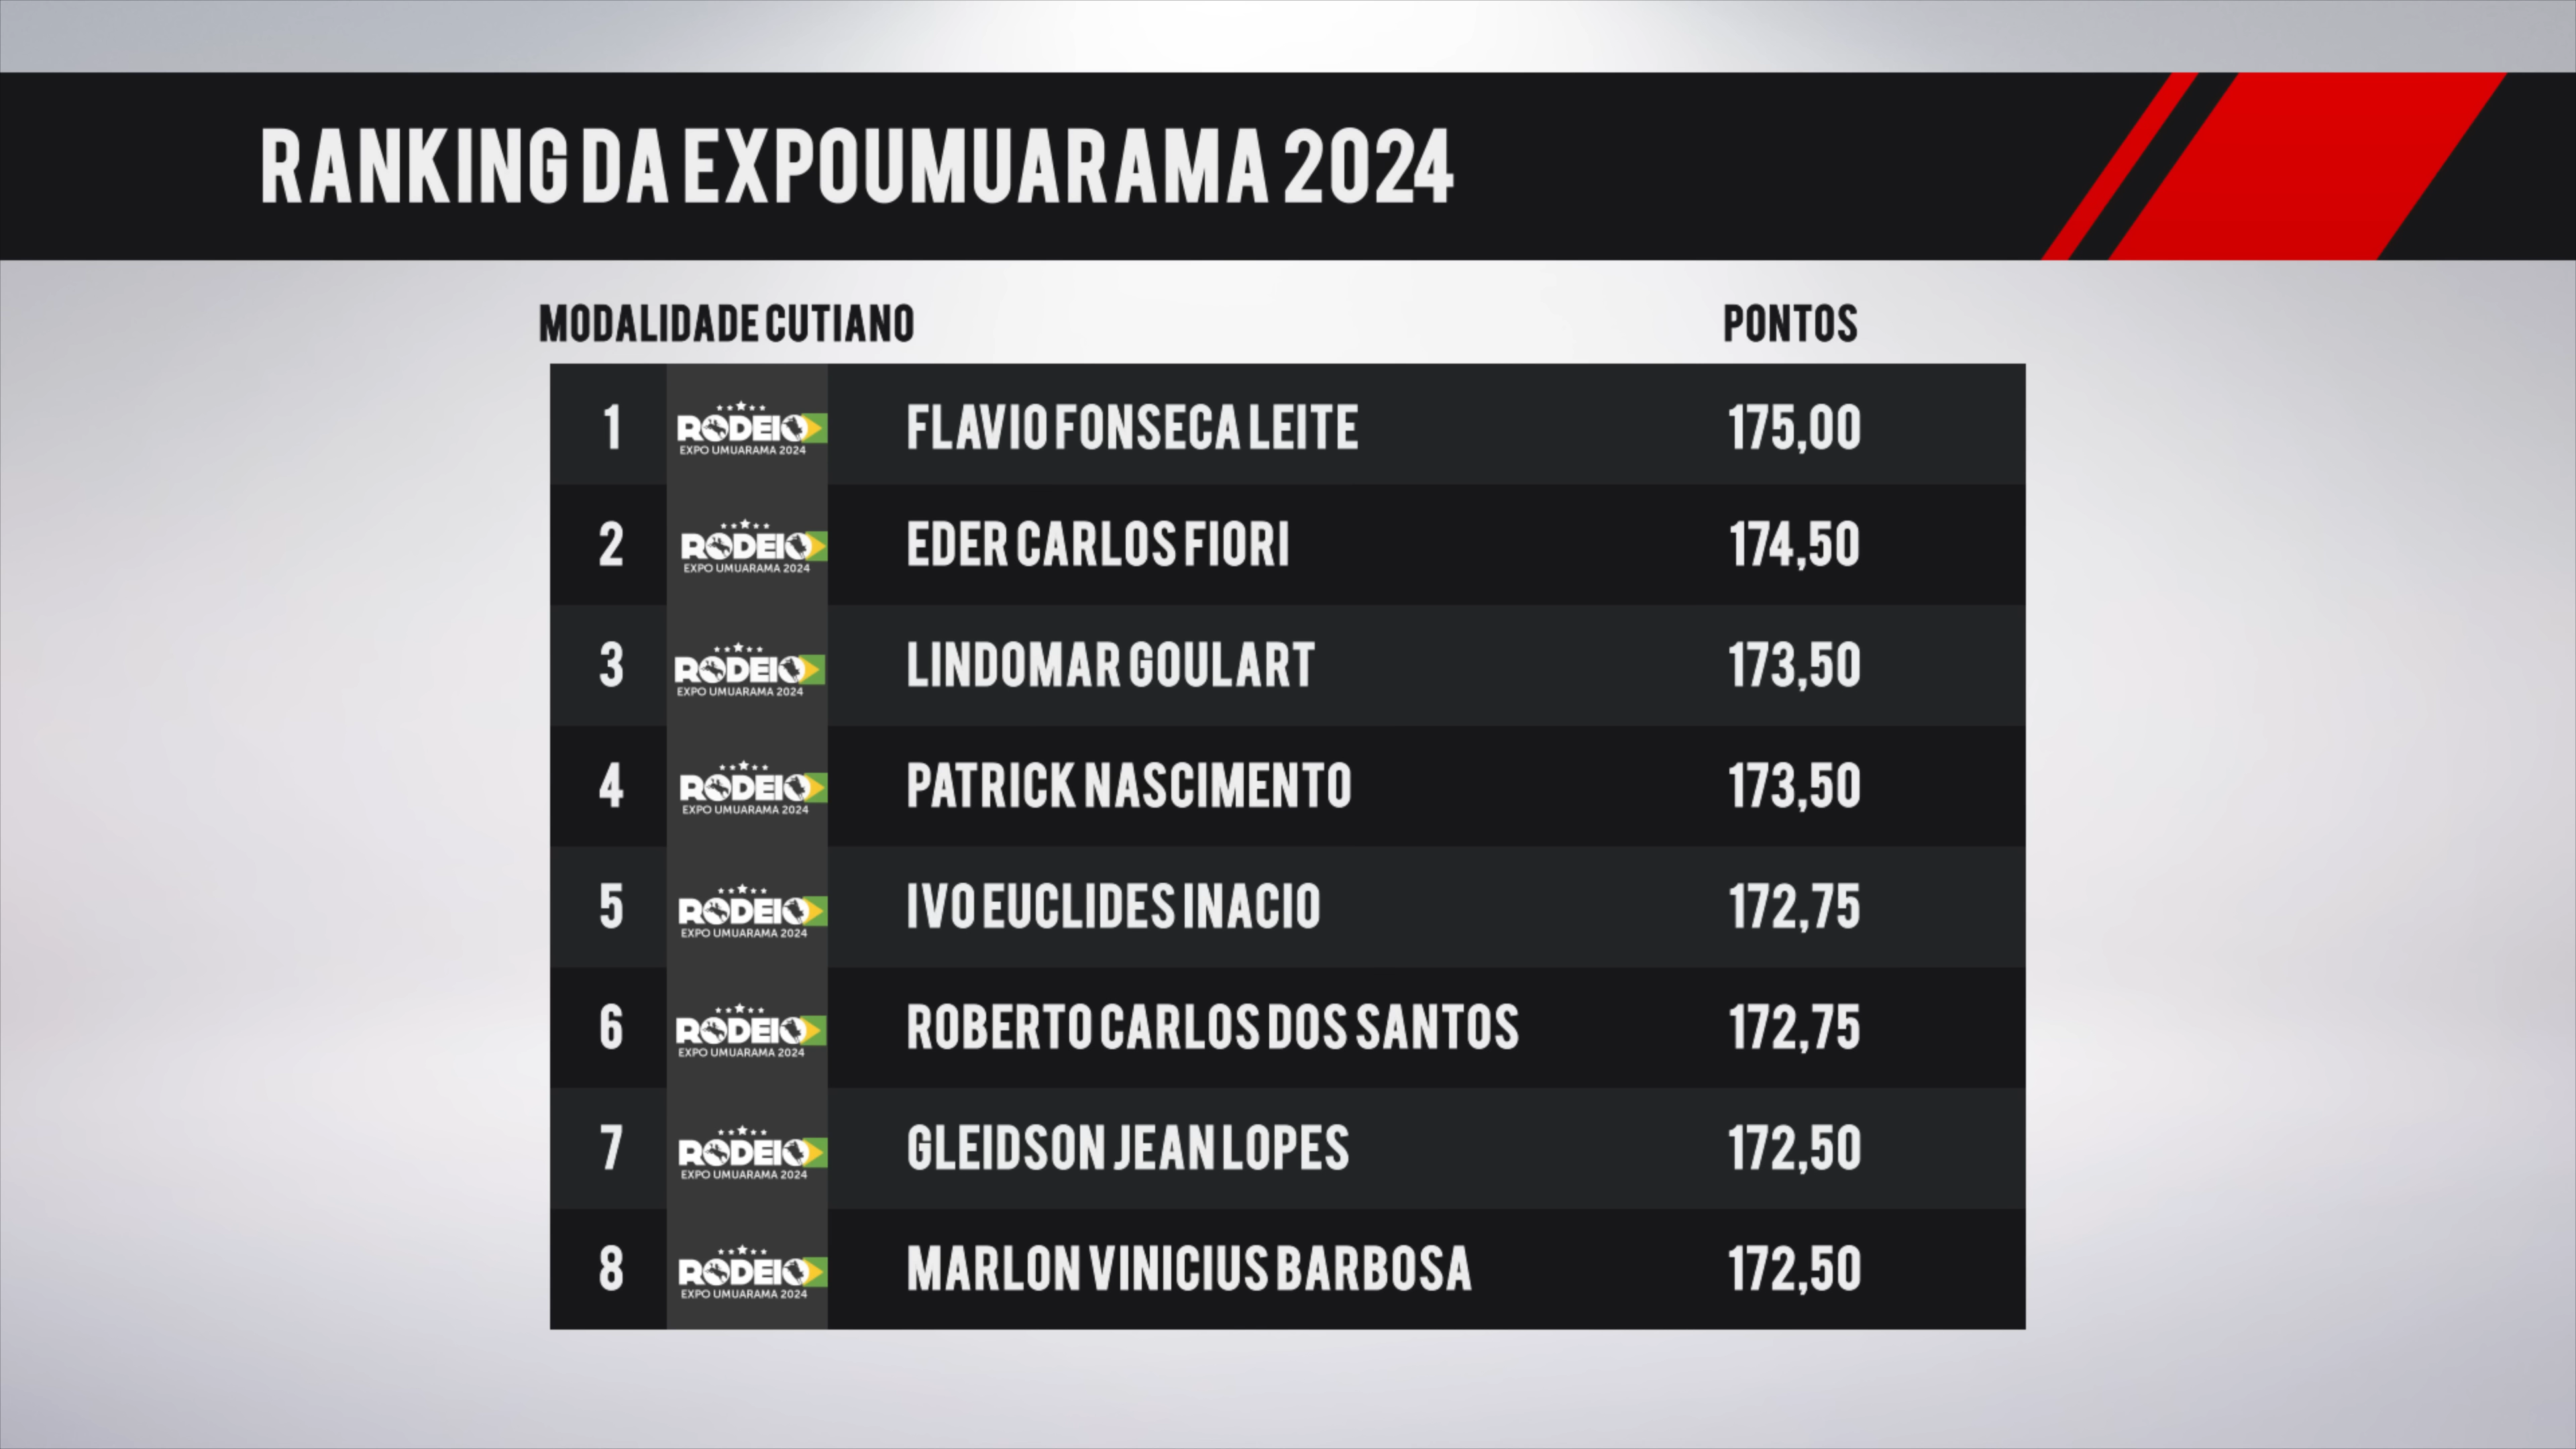 RANKING DA EXPOUMUARAMA 2024
MODALIDADE CUTIANO PONTOS
1 RODEIO EXPO UMUARAMA 2024 FLAVIO FONSECA LEITE 175,00
2 RODEIO EXPO UMUARAMA 2024 EDER CARLOS FIORI 174,50
3 RODEIO EXPO UMUARAMA 2024 LINDOMAR GOULART 173,50
4 RODEIO EXPO UMUARAMA 2024 PATRICK NASCIMENTO 173,50
5 RODEIO EXPO UMUARAMA 2024 IVO EUCLIDES INACIO 172,75
6 RODEIO EXPO UMUARAMA 2024 ROBERTO CARLOS DOS SANTOS 172,75
7 RODEIO EXPO UMUARAMA 2024 GLEIDSON JEAN LOPES 172,50
8 RODEIO EXPO UMUARAMA 2024 MARLON VINICIUS BARBOSA 172,50